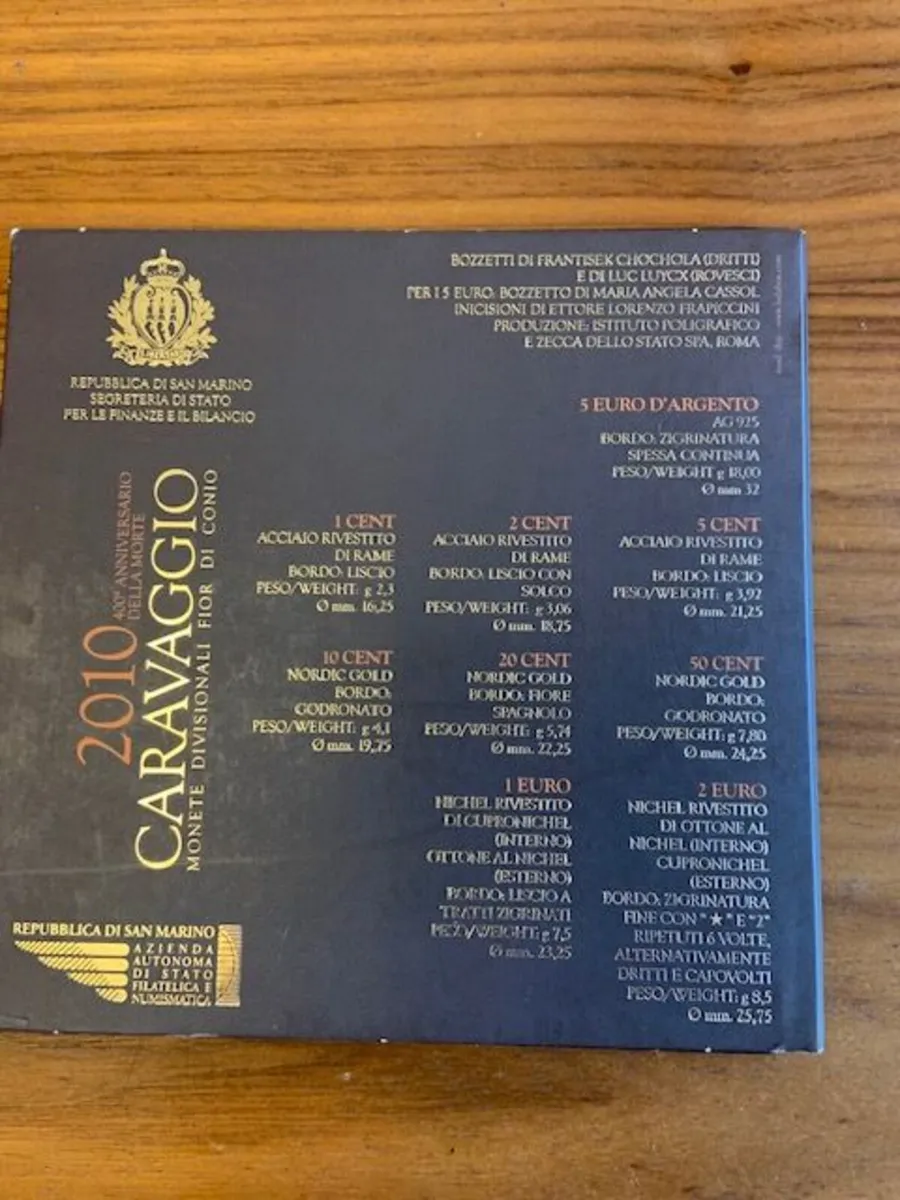 BOZZETTI DI FRANTISEK CHOCHOLA (DRITTI)
E DI LUC LUYCX (ROVESCI)
PER I 5 EURO: BOZZETTO DI MARIA ANGELA CASSOL
INICISIONI DI ETTORE LORENZO FRAPICCINI
PRODUZIONE: ISTITUTO POLIGRAFICO
E ZECCA DELLO STATO SPA, ROMA
REPUBBLICA DI SAN MARINO
SEGRETERIA DI STATO
PER LE FINANZE E IL BILANCIO
5 EURO D'ARGENTO
AG 925
BORDO: ZIGRINATURA
SPESSA CONTINUA
PESO/WEIGHT g 18,00
Ø mm 32
2010
400° ANNIVERSARIO
DELLA MORTE
CARAVAGGIO
MONETE DIVISIONALI FIOR DI CONIO
1 CENT
ACCIAIO RIVESTITO
DI RAME
BORDO: LISCIO
PESO/WEIGHT: g 2,3
Ø mm. 16,25
2 CENT
ACCIAIO RIVESTITO
DI RAME
BORDO: LISCIO CON
SOLCO
PESO/WEIGHT: g 3,06
Ø mm. 18,75
5 CENT
ACCIAIO RIVESTITO
DI RAME
BORDO: LISCIO
PESO/WEIGHT: g 3,92
Ø mm. 21,25
10 CENT
NORDIC GOLD
BORDO:
GODRONATO
PESO/WEIGHT: g 4,1
Ø mm. 19,75
20 CENT
NORDIC GOLD
BORDO: FIORE
SPAGNOLO
PESO/WEIGHT: g 5,74
Ø mm. 22,25
50 CENT
NORDIC GOLD
BORDO:
GODRONATO
PESO/WEIGHT: g 7,80
Ø mm. 24,25
1 EURO
NICHEL RIVESTITO
DI CUPRONICHEL
(INTERNO)
OTTONE AL NICHEL
(ESTERNO)
BORDO: LISCIO A
TRATTI ZIGRINATI
PESO/WEIGHT: g 7,5
Ø mm. 23,25
2 EURO
NICHEL RIVESTITO
DI OTTONE AL
NICHEL (INTERNO)
CUPRONICHEL
(ESTERNO)
BORDO: ZIGRINATURA
FINE CON "★" E "2"
RIPETUTI 6 VOLTE,
ALTERNATIVAMENTE
DRITTI E CAPOVOLTI
PESO/WEIGHT: g 8,5
Ø mm. 25,75
REPUBBLICA DI SAN MARINO
AZIENDA
AUTONOMA
DI STATO
FILATELICA E
NUMISMATICA